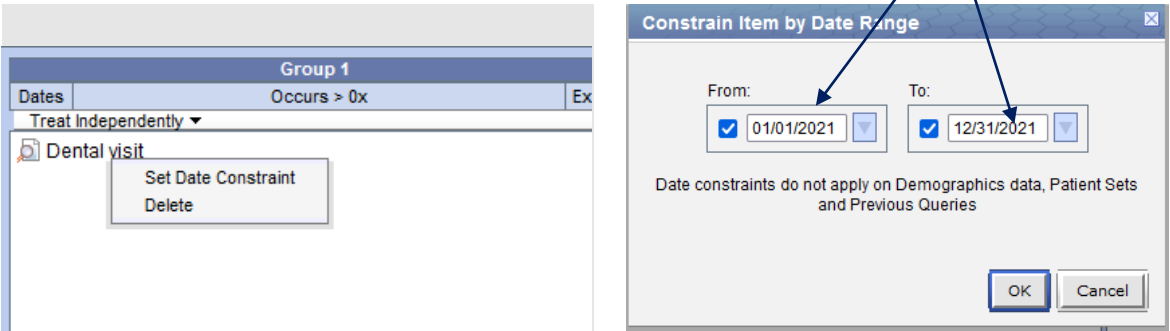 Group 1
Dates
Occurs > 0x
Ex
Treat Independently
Dental visit
Set Date Constraint
Delete
Constrain Item by Date Range
From:
To:
01/01/2021
12/31/2021
Date constraints do not apply on Demographics data, Patient Sets
and Previous Queries
OK
Cancel